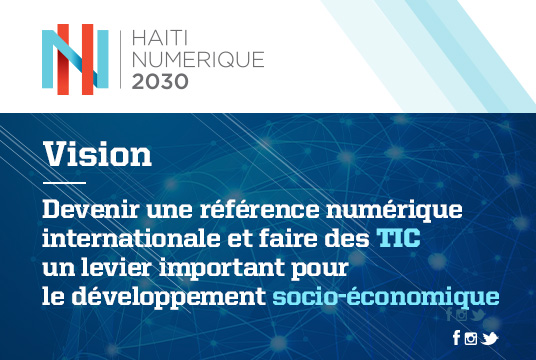 HAITI
NUMERIQUE
2030
Vision
Devenir une référence numérique
internationale et faire des TIC
un levier important pour
le développement socio-économique